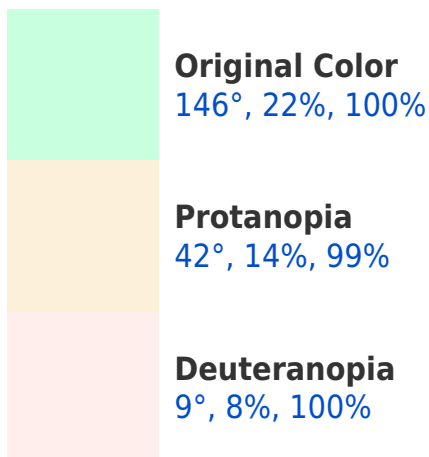 Original Color
146°, 22%, 100%
Protanopia
42°, 14%, 99%
Deuteranopia
9°, 8%, 100%